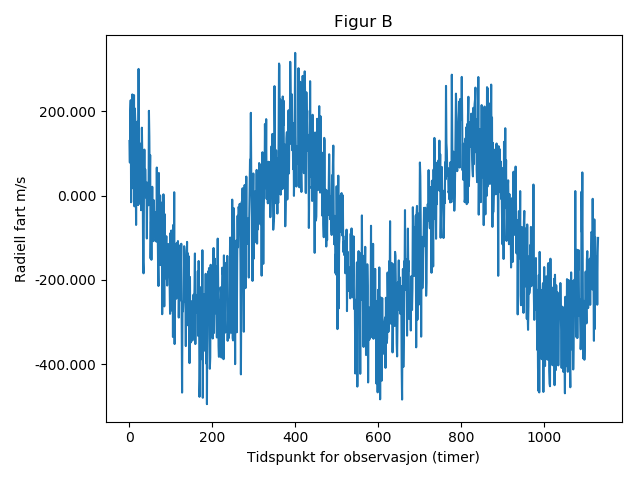 Figur B
Radiell fart m/s
200.000
0.000
-200.000
-400.000
0 200 400 600 800 1000
Tidspunkt for observasjon (timer)